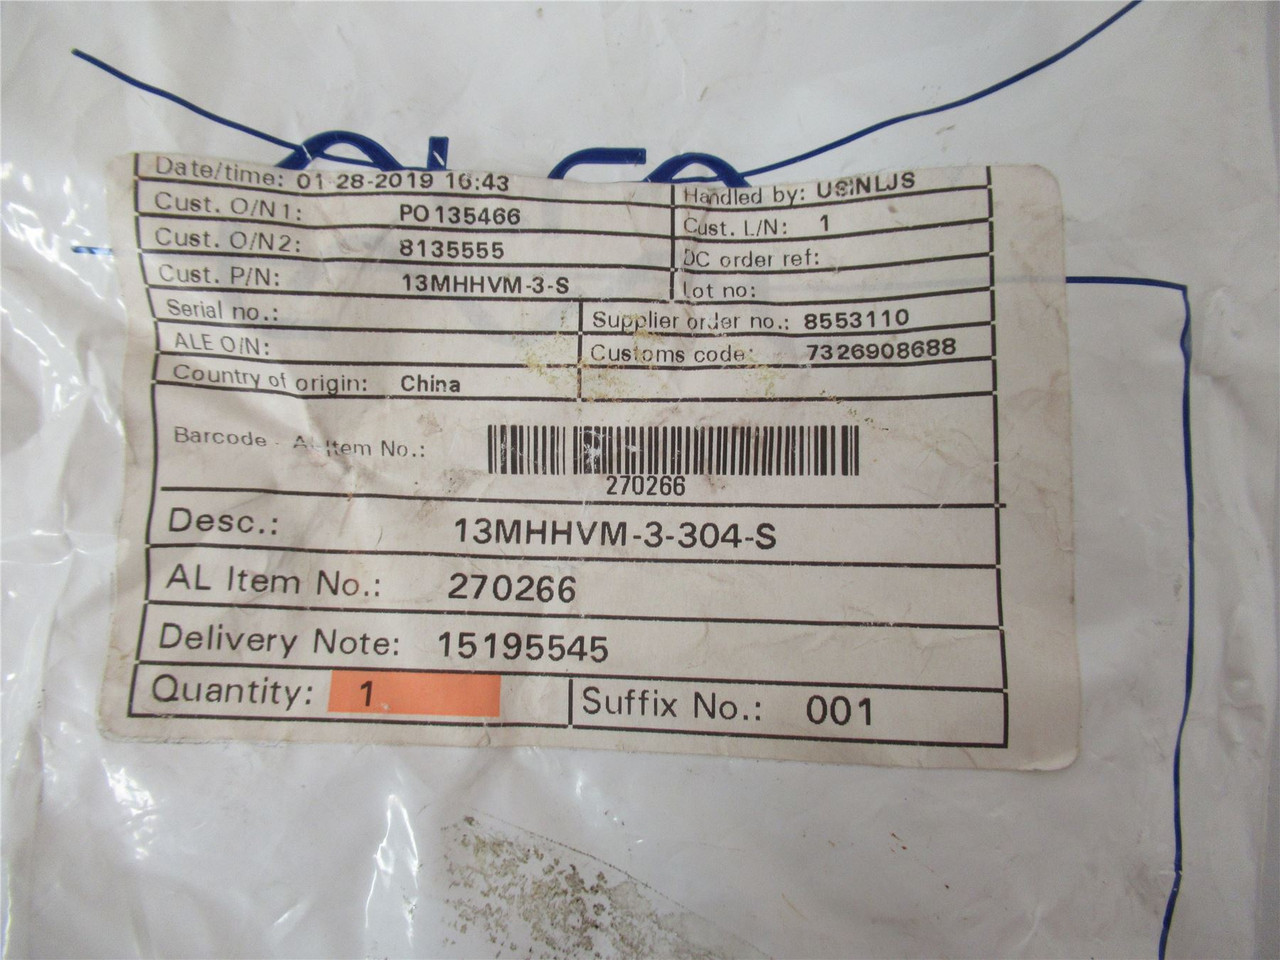 Date/time: 01-28-2019 16:43
Handled by: USINLJS
Cust. O/N1: PO135466
Cust. L/N: 1
Cust. O/N2: 8135555
DC order ref:
Cust. P/N: 13MHHVM-3-S
Lot no:
Serial no.:
Supplier order no.: 8553110
ALE O/N:
Customs code: 7326908688
Country of origin: China
Barcode - AL Item No.:
270266
Desc.: 13MHHVM-3-304-S
AL Item No.: 270266
Delivery Note: 15195545
Quantity: 1
Suffix No.: 001